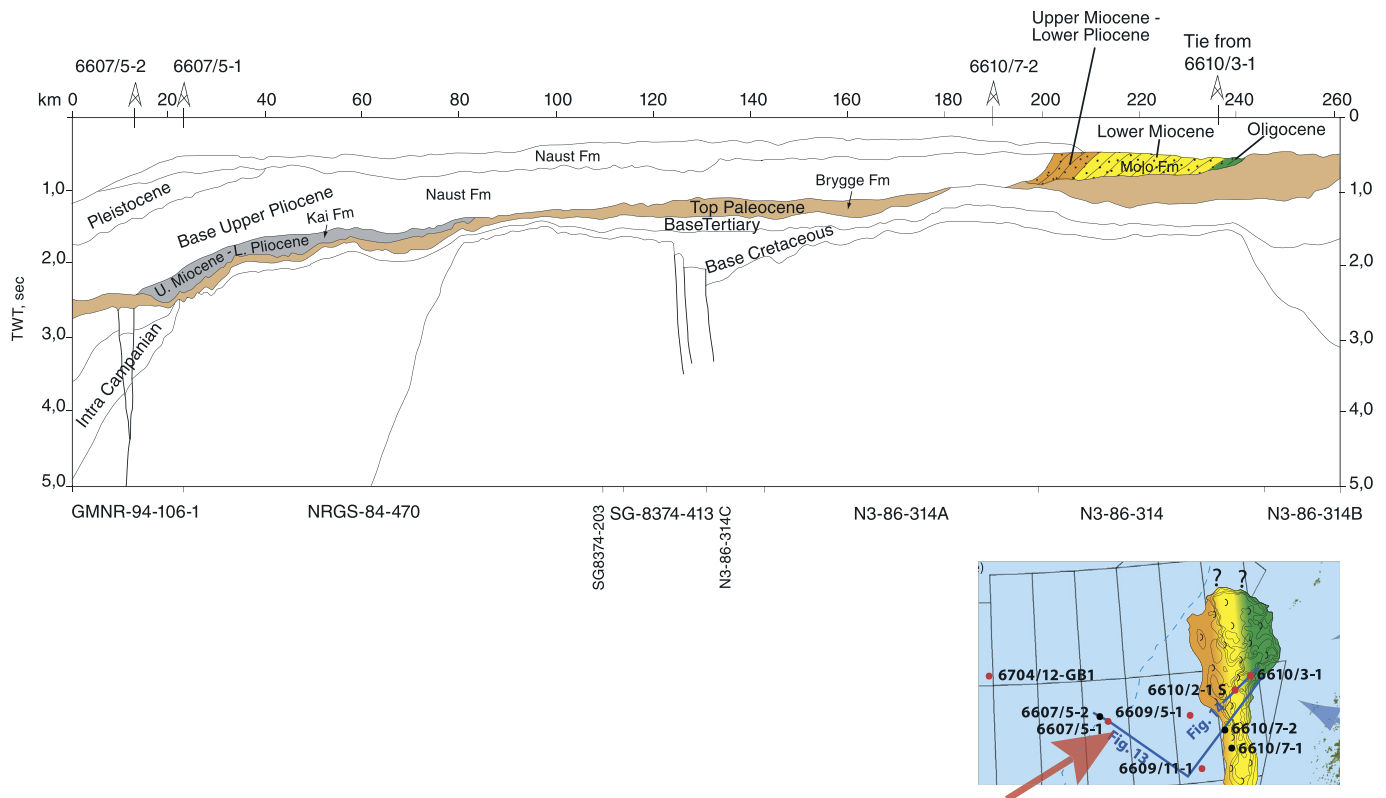 Upper Miocene -
Lower Pliocene
Tie from
6610/3-1
6607/5-2
6607/5-1
6610/7-2
km 0 20 40 60 80 100 120 140 160 180 200 220 240 260
0
Lower Miocene
Oligocene
Naust Fm
Molo Fm
1,0
Pleistocene
Naust Fm
Brygge Fm
1,0
Base Upper Pliocene
Kai Fm
Top Paleocene
Base Tertiary
U. Miocene - L. Pliocene
Base Cretaceous
2,0
2,0
TWT, sec
3,0
3,0
Intra Campanian
4,0
4,0
5,0
5,0
GMNR-94-106-1
NRGS-84-470
SG8374-203
SG-8374-413
N3-86-314C
N3-86-314A
N3-86-314
N3-86-314B
)
? ?
6704/12-GB1
6610/3-1
6610/2-1 S
6607/5-2
6609/5-1
6607/5-1
Fig. 14
6610/7-2
Fig. 13
6610/7-1
6609/11-1